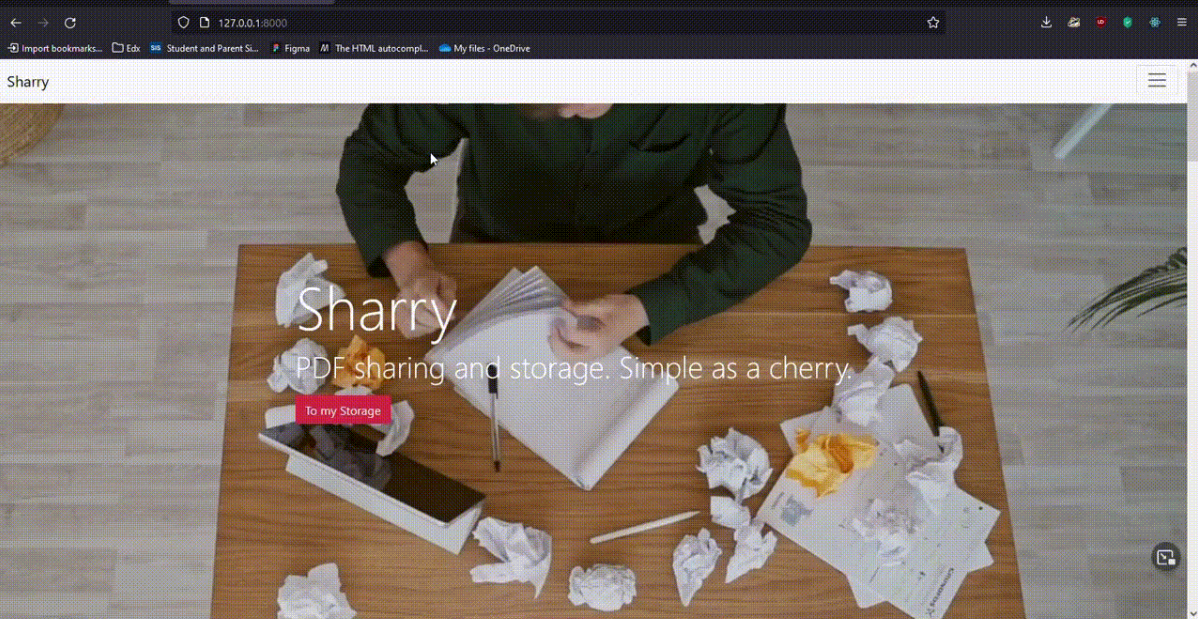 127.0.0.1:8000
Import bookmarks...
Edx
SIS
Student and Parent Si...
Figma
M
The HTML autocompl...
My files - OneDrive
Sharry
Sharry
PDF sharing and storage. Simple as a cherry.
To my Storage